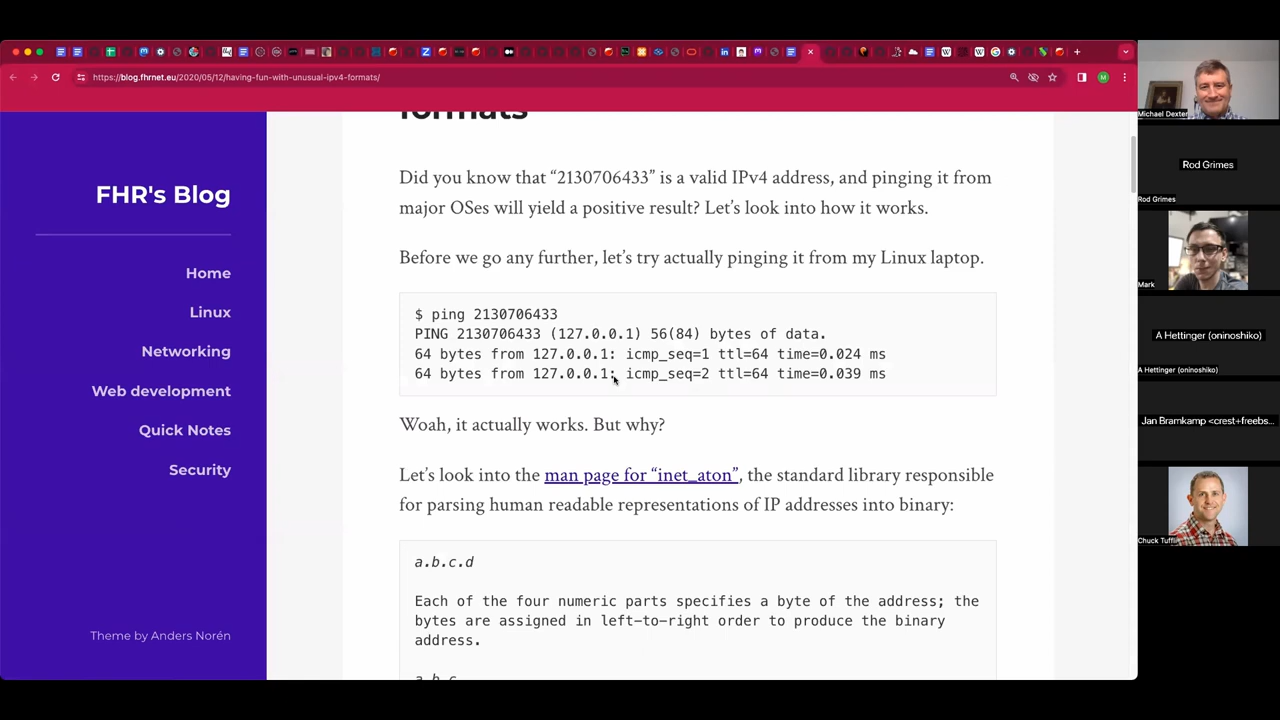 https://blog.fhrnet.eu/2020/05/12/having-fun-with-unusual-ipv4-formats/
M
FHR's Blog
Home
Linux
Networking
Web development
Quick Notes
Security
Theme by Anders Norén
formats
Did you know that “2130706433” is a valid IPv4 address, and pinging it from
major OSes will yield a positive result? Let’s look into how it works.
Before we go any further, let’s try actually pinging it from my Linux laptop.
$ ping 2130706433
PING 2130706433 (127.0.0.1) 56(84) bytes of data.
64 bytes from 127.0.0.1: icmp_seq=1 ttl=64 time=0.024 ms
64 bytes from 127.0.0.1: icmp_seq=2 ttl=64 time=0.039 ms
Woah, it actually works. But why?
Let’s look into the man page for “inet_aton”, the standard library responsible
for parsing human readable representations of IP addresses into binary:
a.b.c.d
Each of the four numeric parts specifies a byte of the address; the
bytes are assigned in left-to-right order to produce the binary
address.
a.b.c
Michael Dexter
Rod Grimes
Rod Grimes
Mark
A Hettinger (oninoshiko)
A Hettinger (oninoshiko)
Jan Bramkamp <crest+freebs...
Chuck Tuffli